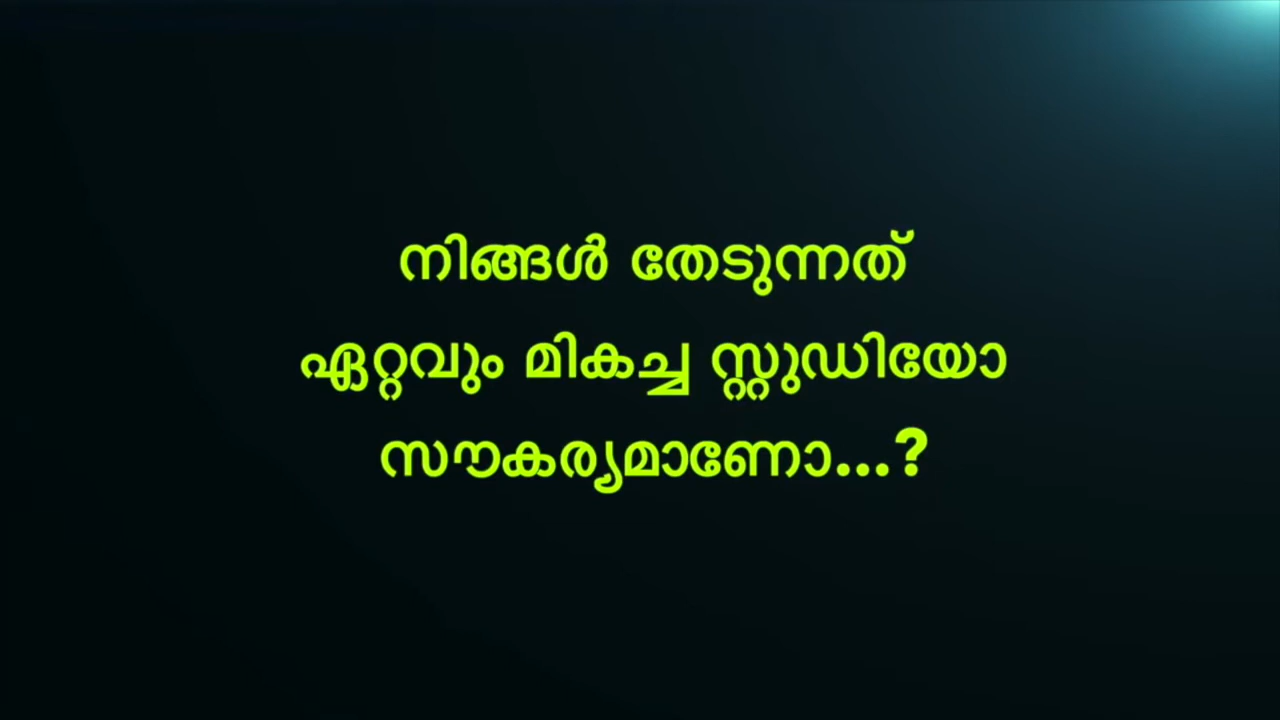 നിങ്ങൾ തേടുന്നത്
ഏറ്റവും മികച്ച സ്റ്റുഡിയോ
സൗകര്യമാണോ...?